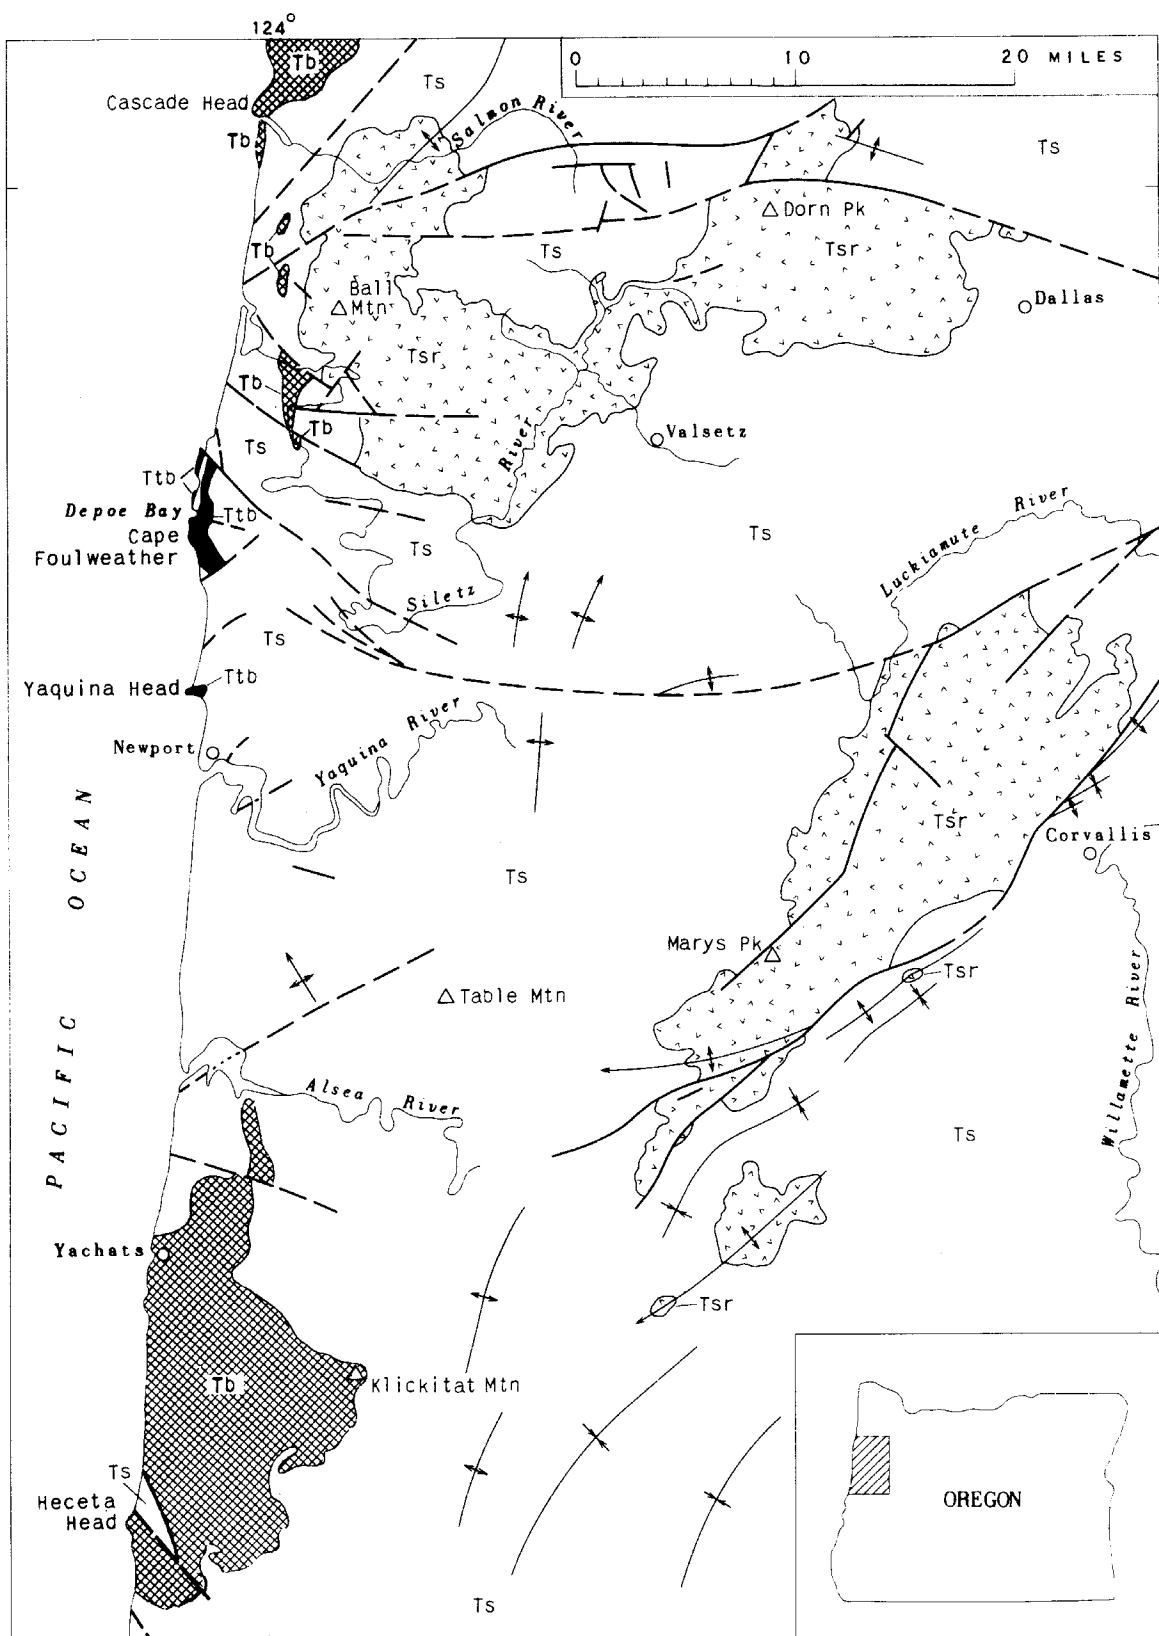 124°
0 10 20 MILES
Tb
Ts
Cascade Head
Salmon River
Tb
Ts
Dorn Pk
Tb
Ts
Tsr
Ball
Mtn
Dallas
Tsr
Tb
Tb
Valsetz
Ts
River
Ttb
Depoe Bay
Ttb
Cape
Foulweather
Ts
Ts
Luckiamute River
Siletz
Ts
Ttb
Yaquina Head
Newport
Yaquina River
Tsr
Corvallis
Ts
PACIFIC OCEAN
Marys Pk
Tsr
Table Mtn
Alsea River
Willamette River
Ts
Yachats
Tsr
Tb
Klickitat Mtn
Ts
Heceta
Head
OREGON
Ts